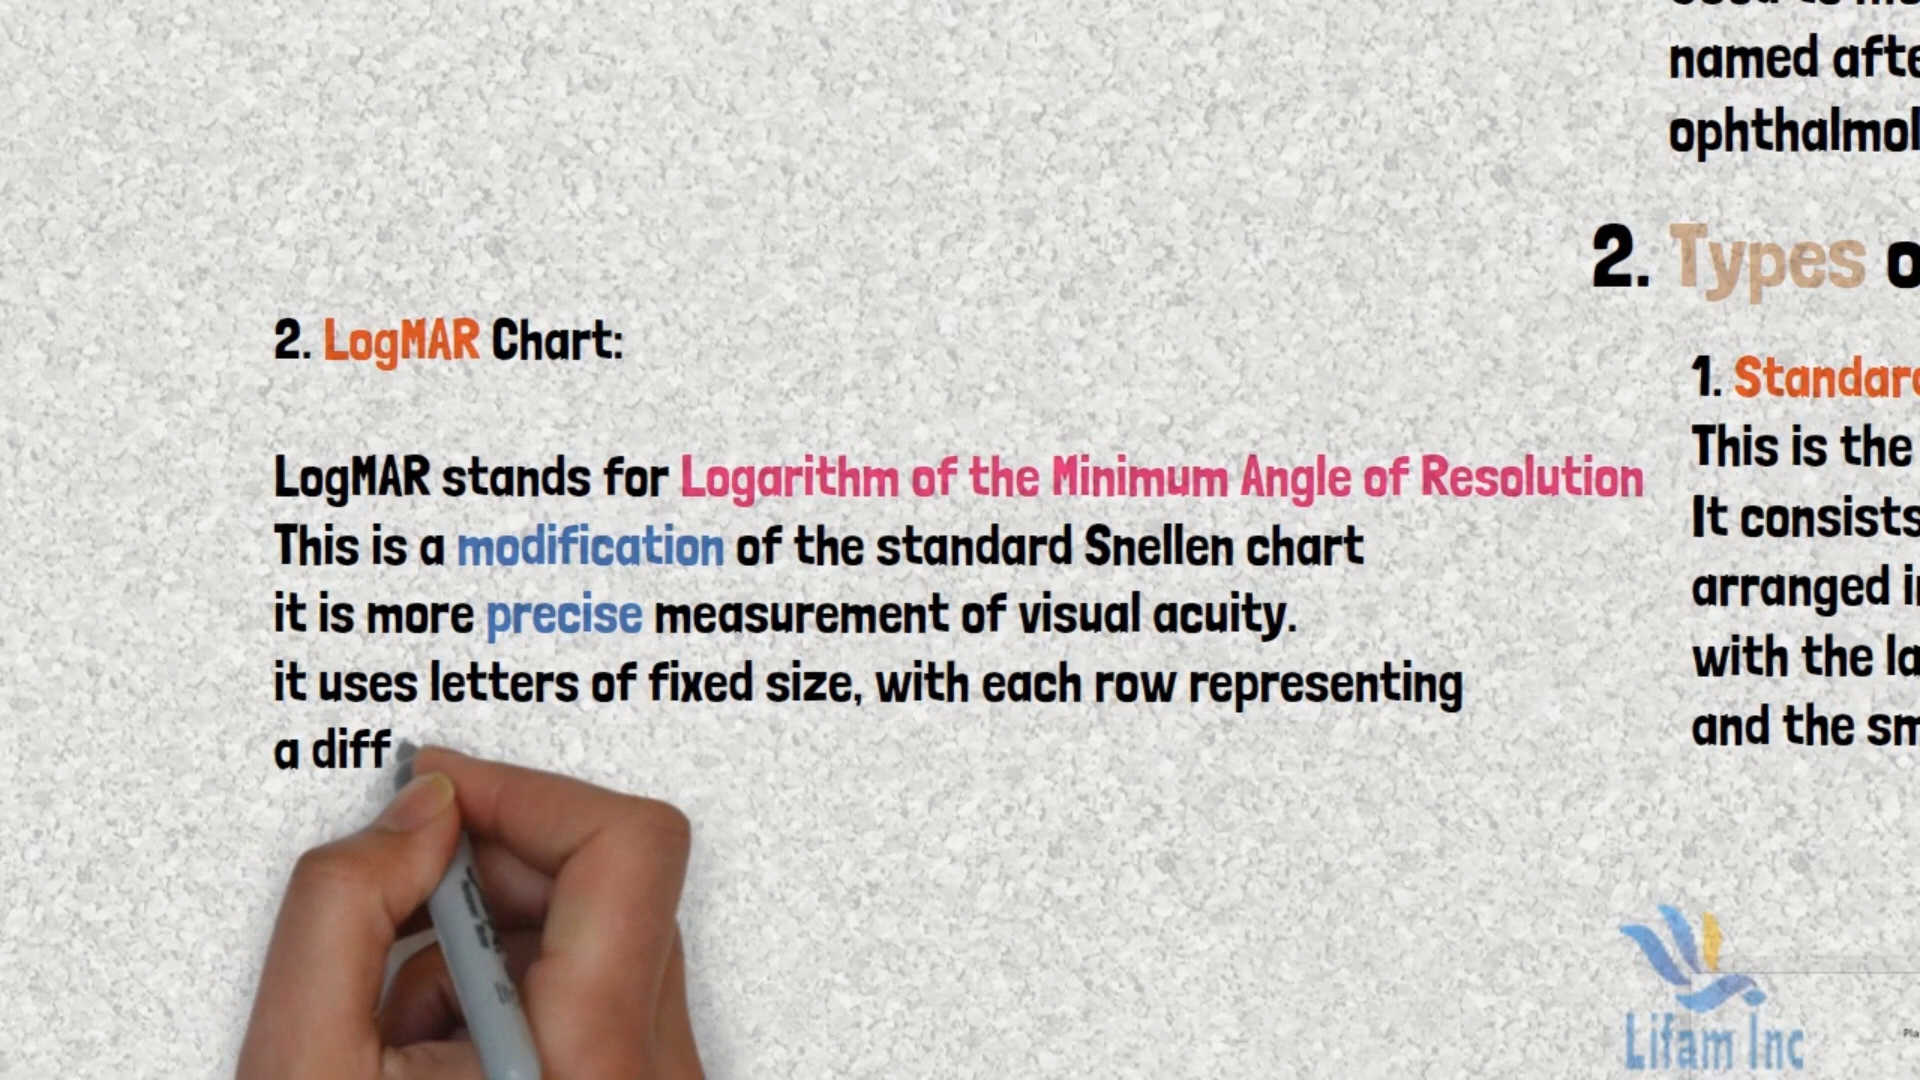 2. LogMAR Chart:
LogMAR stands for Logarithm of the Minimum Angle of Resolution
This is a modification of the standard Snellen chart
it is more precise measurement of visual acuity.
it uses letters of fixed size, with each row representing
a diff
named afte
ophthalmol
2. Types o
1. Standard
This is the
It consists
arranged i
with the la
and the sm
Lifam Inc